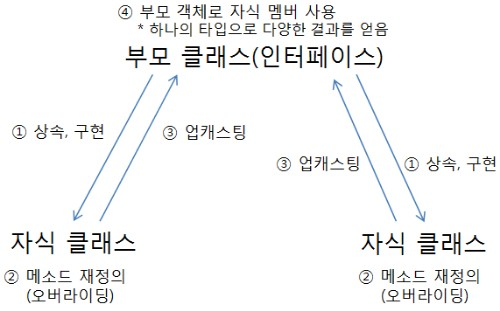 ④ 부모 객체로 자식 멤버 사용
* 하나의 타입으로 다양한 결과를 얻음
부모 클래스(인터페이스)
① 상속, 구현
③ 업캐스팅
③ 업캐스팅
① 상속, 구현
자식 클래스
② 메소드 재정의
(오버라이딩)
자식 클래스
② 메소드 재정의
(오버라이딩)